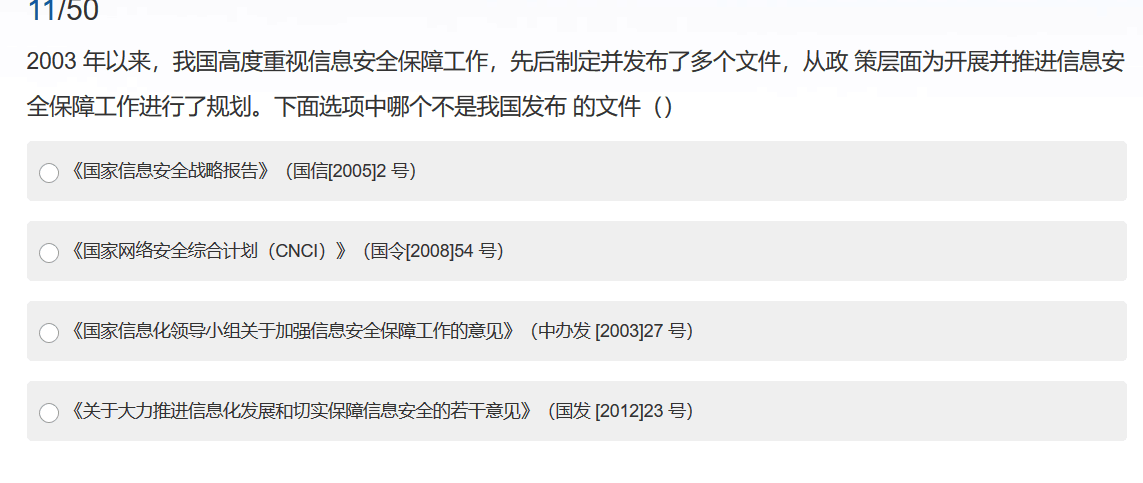 11/50
2003 年以来，我国高度重视信息安全保障工作，先后制定并发布了多个文件，从政 策层面为开展并推进信息安
全保障工作进行了规划。下面选项中哪个不是我国发布 的文件（）
《国家信息安全战略报告》（国信[2005]2 号）
《国家网络安全综合计划（CNCI）》（国令[2008]54 号）
《国家信息化领导小组关于加强信息安全保障工作的意见》（中办发 [2003]27 号）
《关于大力推进信息化发展和切实保障信息安全的若干意见》（国发 [2012]23 号）